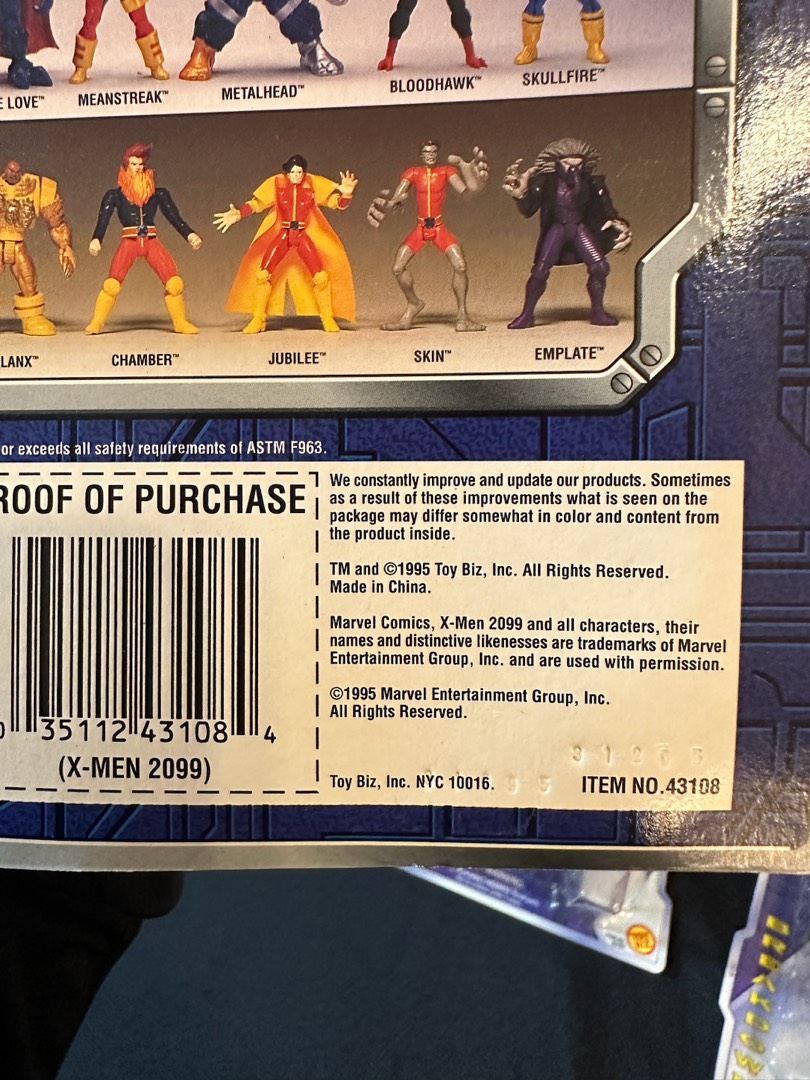 E LOVE™ MEANSTREAK™ METALHEAD™ BLOODHAWK™ SKULLFIRE™
LANX™ CHAMBER™ JUBILEE™ SKIN™ EMPLATE™
or exceeds all safety requirements of ASTM F963.
ROOF OF PURCHASE
0 35112 43108 4
(X-MEN 2099)
We constantly improve and update our products. Sometimes
as a result of these improvements what is seen on the
package may differ somewhat in color and content from
the product inside.
TM and ©1995 Toy Biz, Inc. All Rights Reserved.
Made in China.
Marvel Comics, X-Men 2099 and all characters, their
names and distinctive likenesses are trademarks of Marvel
Entertainment Group, Inc. and are used with permission.
©1995 Marvel Entertainment Group, Inc.
All Rights Reserved.
Toy Biz, Inc. NYC 10016.
ITEM NO.43108